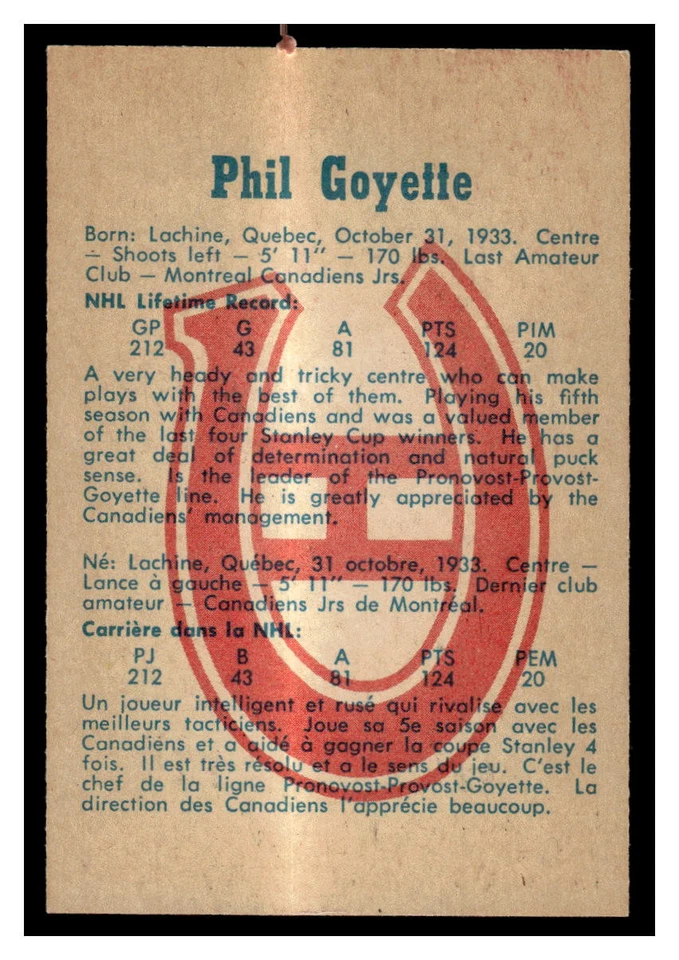 Phil Goyette
Born: Lachine, Quebec, October 31, 1933. Centre
– Shoots left – 5' 11" – 170 lbs. Last Amateur
Club – Montreal Canadiens Jrs.
NHL Lifetime Record:
GP G A PTS PIM
212 43 81 124 20
A very heady and tricky centre who can make
plays with the best of them. Playing his fifth
season with Canadiens and was a valued member
of the last four Stanley Cup winners. He has a
great deal of determination and natural puck
sense. Is the leader of the Pronovost-Provost-
Goyette line. He is greatly appreciated by the
Canadiens' management.
Né: Lachine, Québec, 31 octobre, 1933. Centre –
Lance à gauche – 5' 11" – 170 lbs. Dernier club
amateur – Canadiens Jrs de Montréal.
Carrière dans la NHL:
PJ B A PTS PEM
212 43 81 124 20
Un joueur intelligent et rusé qui rivalise avec les
meilleurs tacticiens. Joue sa 5e saison avec les
Canadiens et a aidé à gagner la coupe Stanley 4
fois. Il est très résolu et a le sens du jeu. C'est le
chef de la ligne Pronovost-Provost-Goyette. La
direction des Canadiens l'apprécie beaucoup.